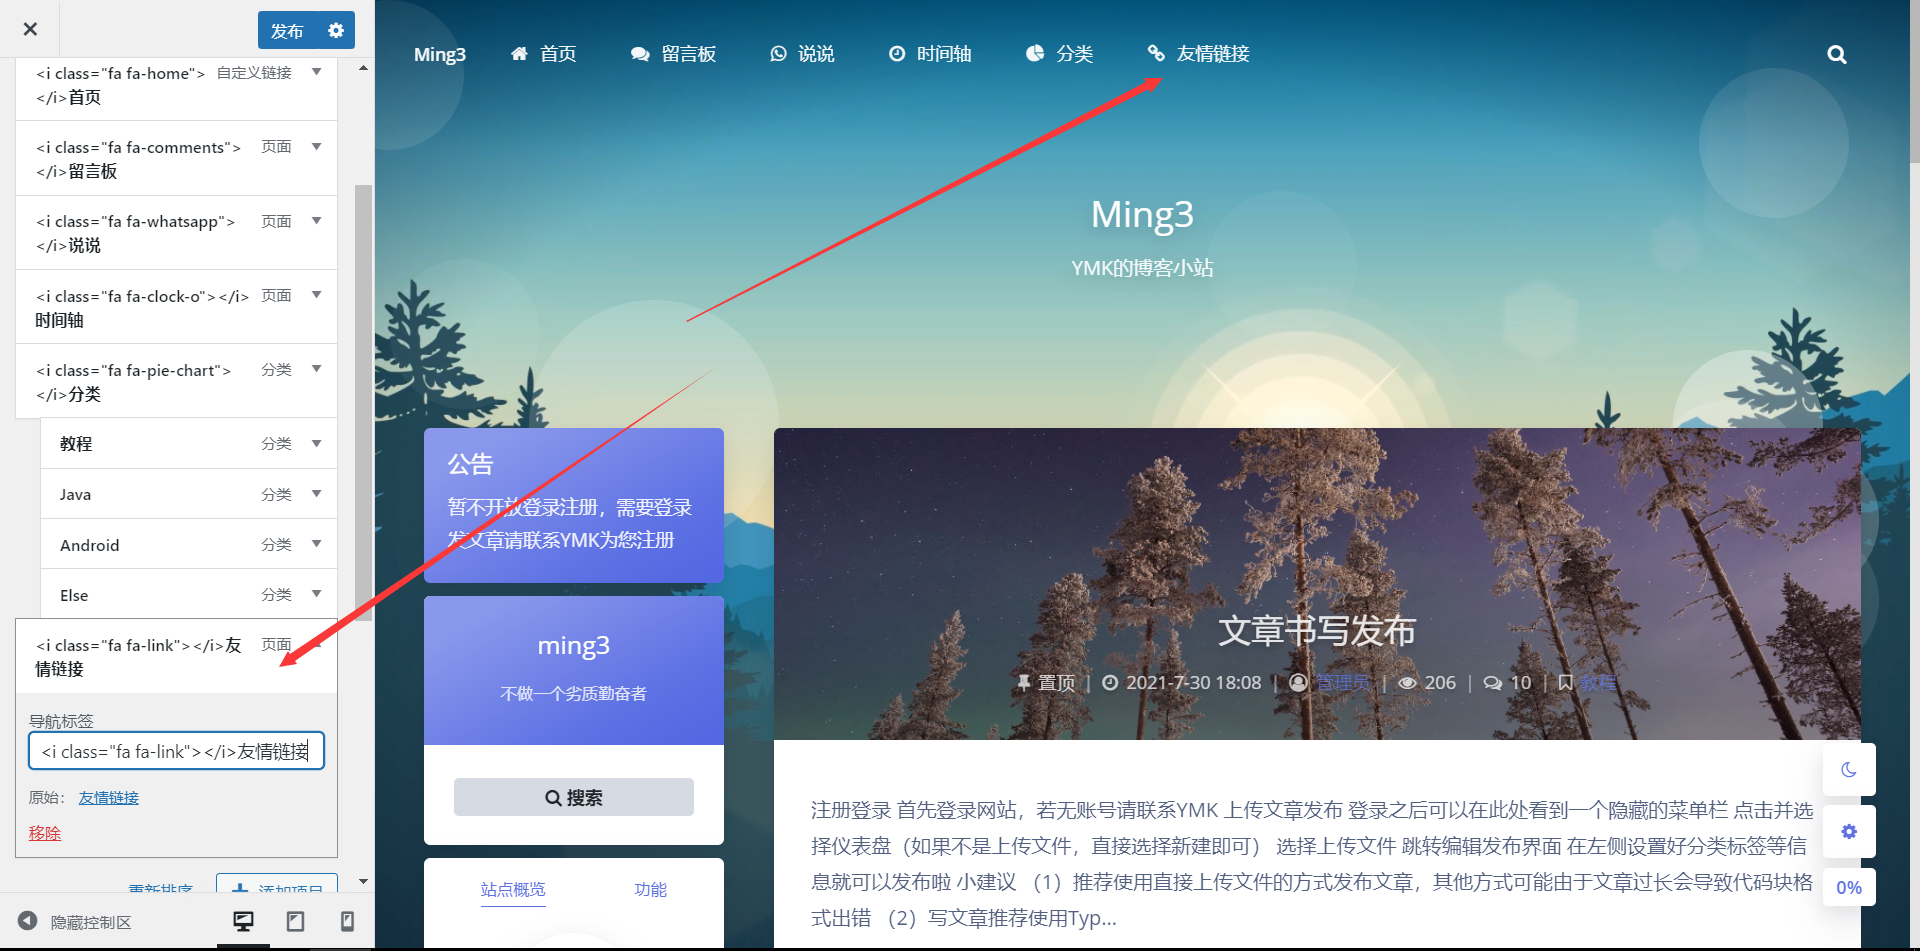 发布
<i class="fa fa-home"> 自定义链接
</i>首页
<i class="fa fa-comments"> 页面
</i>留言板
<i class="fa fa-whatsapp"> 页面
</i>说说
<i class="fa fa-clock-o"></i> 页面
时间轴
<i class="fa fa-pie-chart"> 分类
</i>分类
教程 分类
Java 分类
Android 分类
Else 分类
<i class="fa fa-link"></i>友 页面
情链接
导航标签
<i class="fa fa-link"></i>友情链接
原始： 友情链接
移除
重新排序 添加项目
隐藏控制区
Ming3 首页 留言板 说说 时间轴 分类 友情链接
Ming3
YMK的博客小站
公告
暂不开放登录注册，需要登录
发文章请联系YMK为您注册
ming3
不做一个劣质勤奋者
搜索
站点概览 功能
文章书写发布
置顶 | 2021-7-30 18:08 | 管理员 | 206 | 10 | 教程
注册登录 首先登录网站，若无账号请联系YMK 上传文章发布 登录之后可以在此处看到一个隐藏的菜单栏 点击并选
择仪表盘（如果不是上传文件，直接选择新建即可） 选择上传文件 跳转编辑发布界面 在左侧设置好分类标签等信
息就可以发布啦 小建议 （1）推荐使用直接上传文件的方式发布文章，其他方式可能由于文章过长会导致代码块格
式出错 （2）写文章推荐使用Typ...
0%